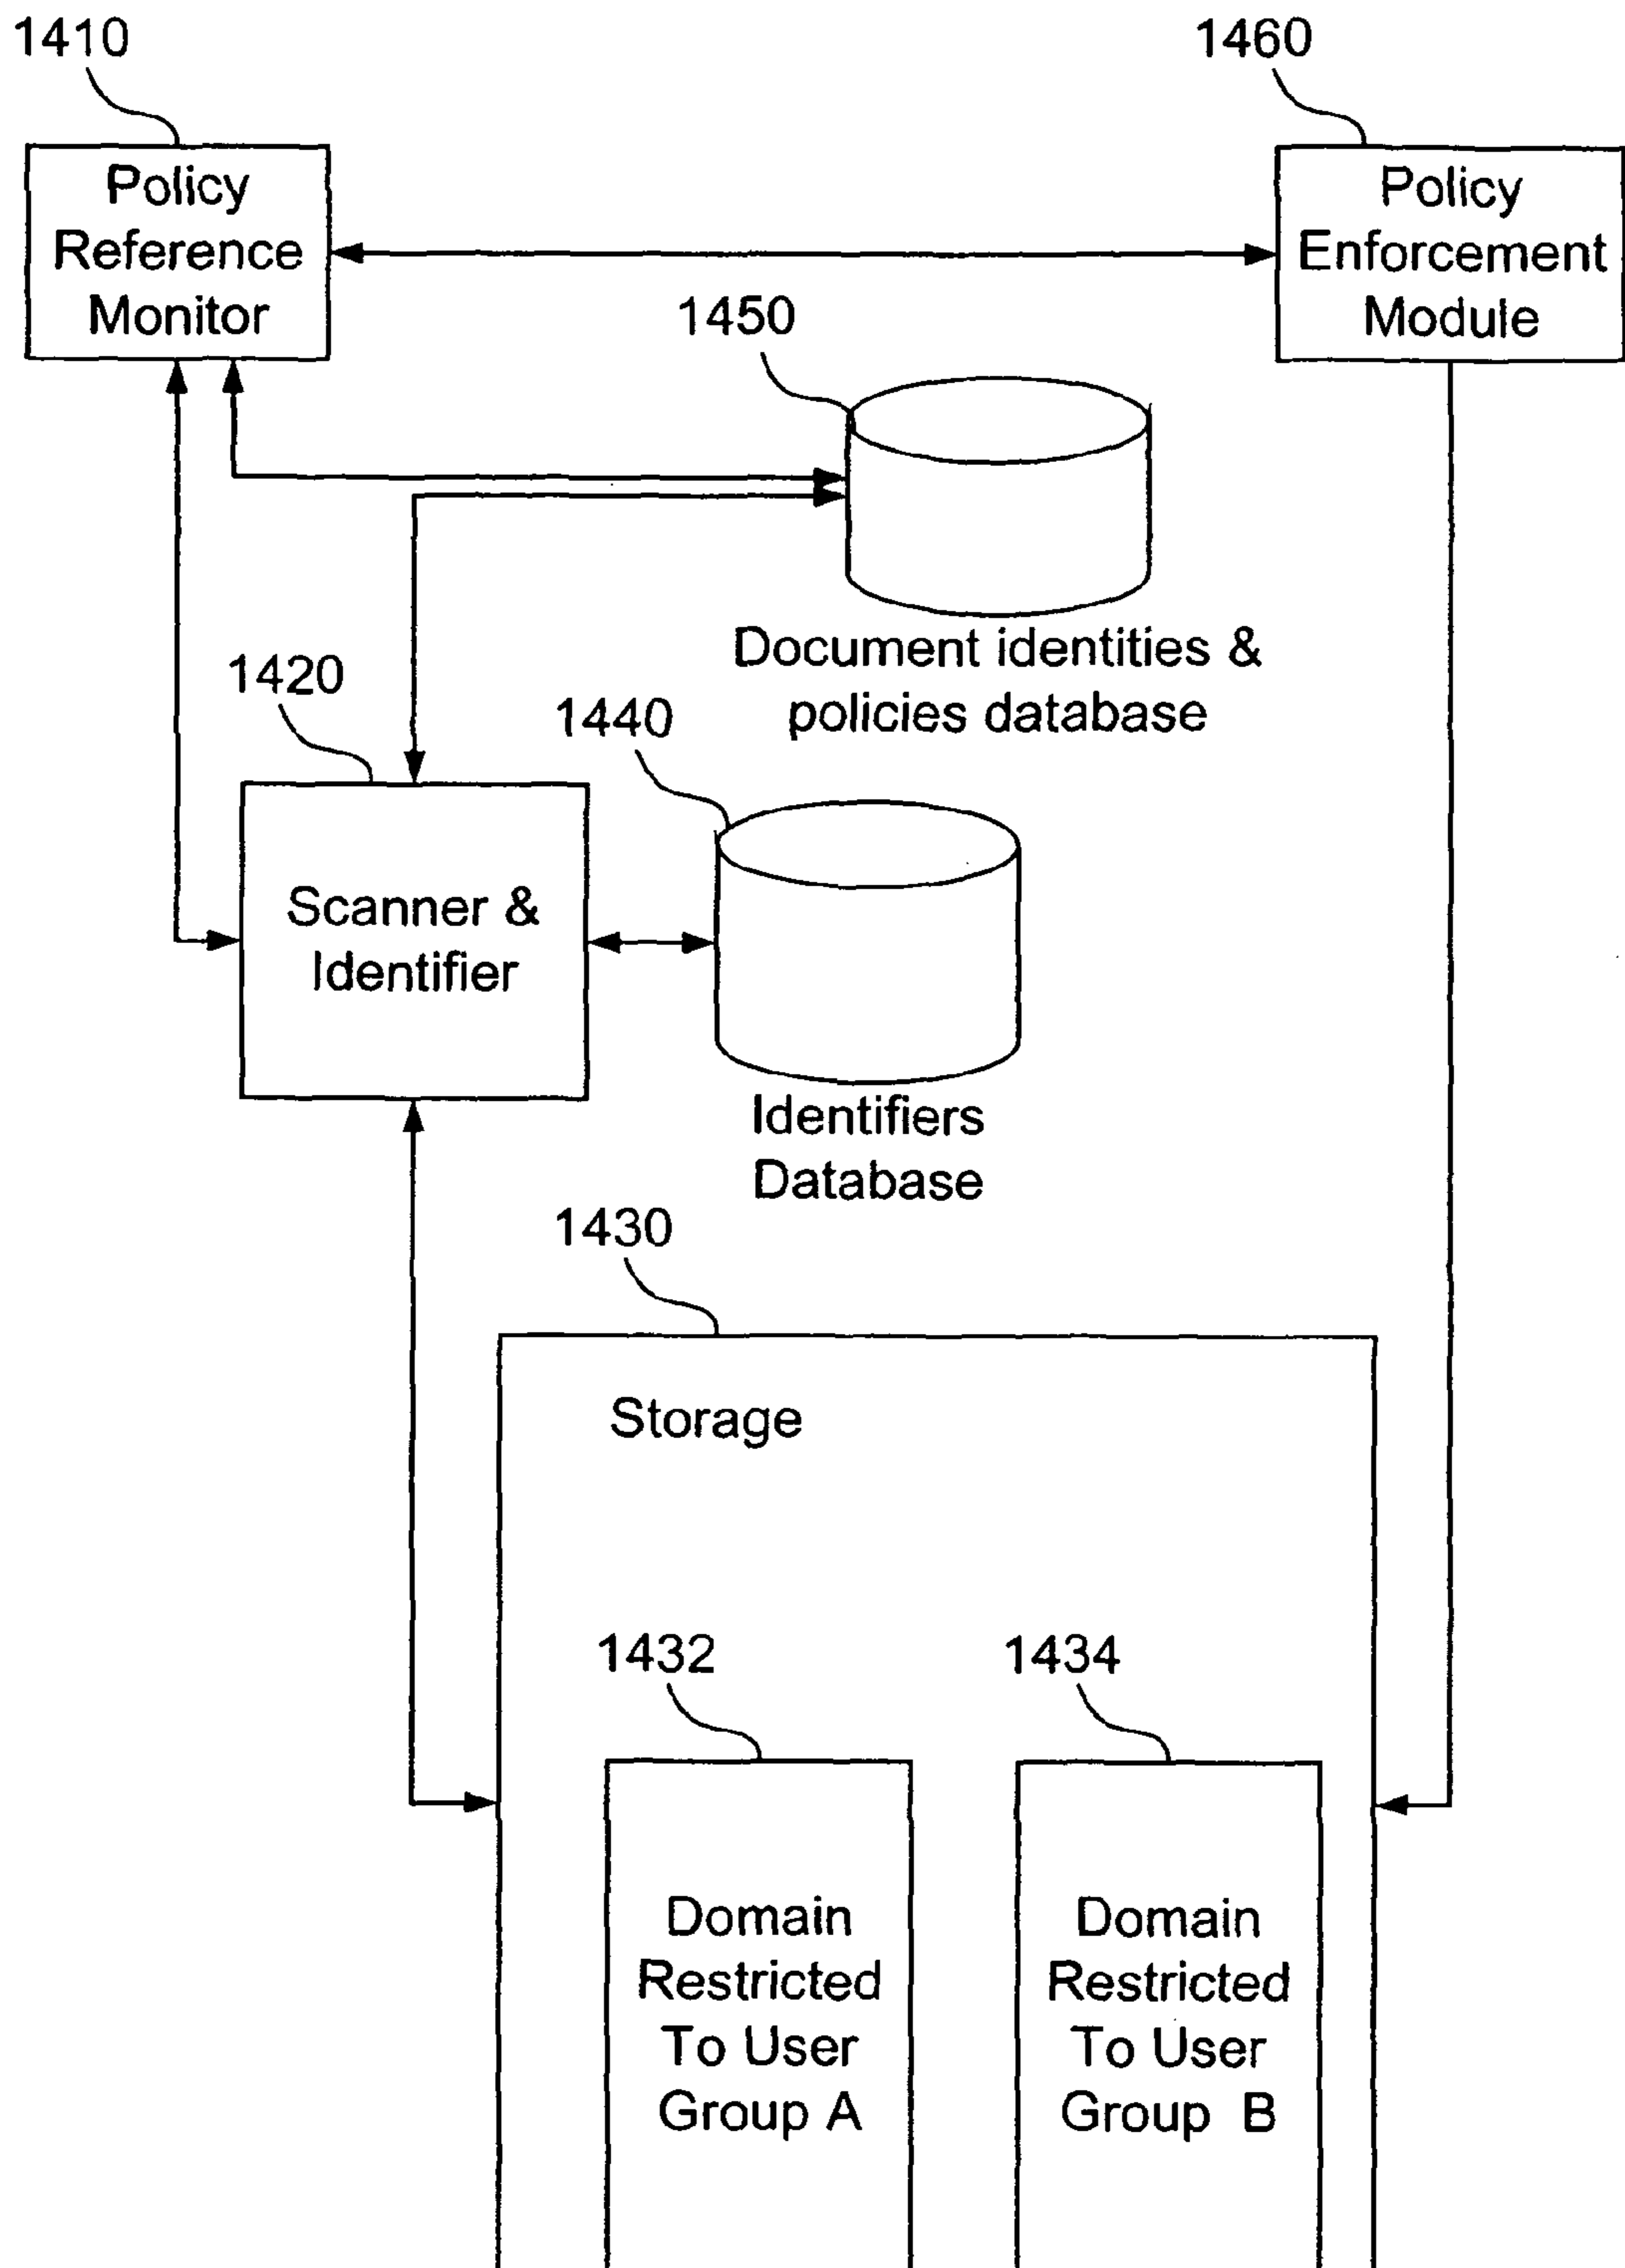 1410
1460
Policy
Reference
Monitor
Policy
Enforcement
Module
1450
Document identities &
policies database
1420
1440
Scanner &
Identifier
Identifiers
Database
1430
Storage
1432
1434
Domain
Restricted
To User
Group A
Domain
Restricted
To User
Group B